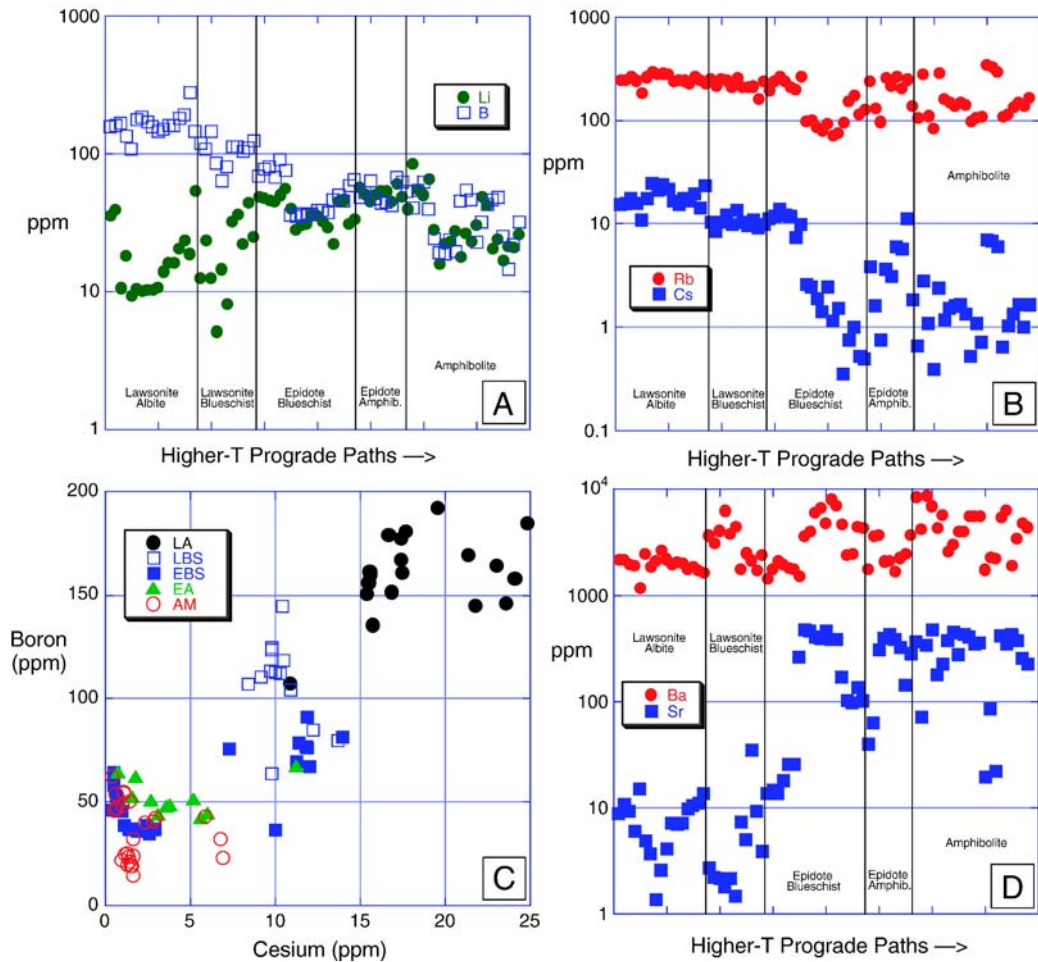 1000
100
ppm
10
1
Li
B
Lawsonite
Albite
Lawsonite
Blueschist
Epidote
Blueschist
Epidote
Amphib.
Amphibolite
A
Higher-T Prograde Paths —>
1000
100
ppm
10
1
0.1
Amphibolite
Rb
Cs
Lawsonite
Albite
Lawsonite
Blueschist
Epidote
Blueschist
Epidote
Amphib.
B
Higher-T Prograde Paths —>
200
150
Boron
(ppm)
100
50
0
LA
LBS
EBS
EA
AM
C
0 5 10 15 20 25
Cesium (ppm)
10⁴
1000
ppm
100
10
1
Lawsonite
Albite
Lawsonite
Blueschist
Ba
Sr
Epidote
Blueschist
Epidote
Amphib.
Amphibolite
D
Higher-T Prograde Paths —>